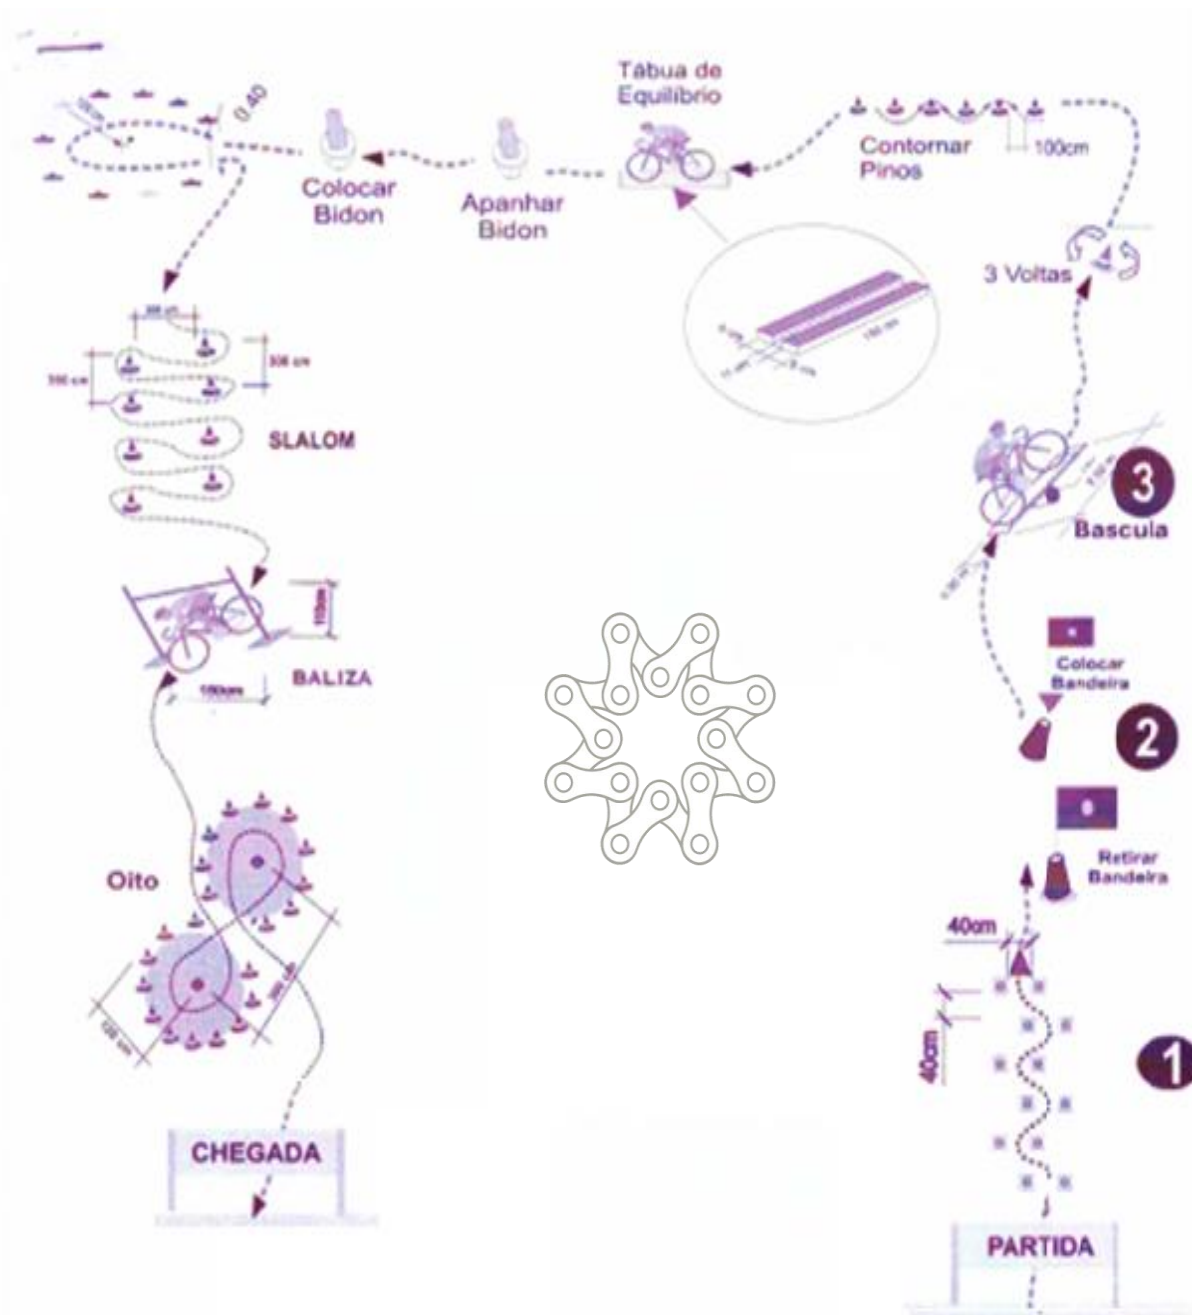 Tábua de
Equilíbrio
0.40
Contornar
Pinos
100cm
Colocar
Bidon
Apanhar
Bidon
3 Voltas
SLALOM
3
Bascula
110cm
BALIZA
Colocar
Bandeira
2
Retirar
Bandeira
Oito
40cm
40cm
1
CHEGADA
PARTIDA